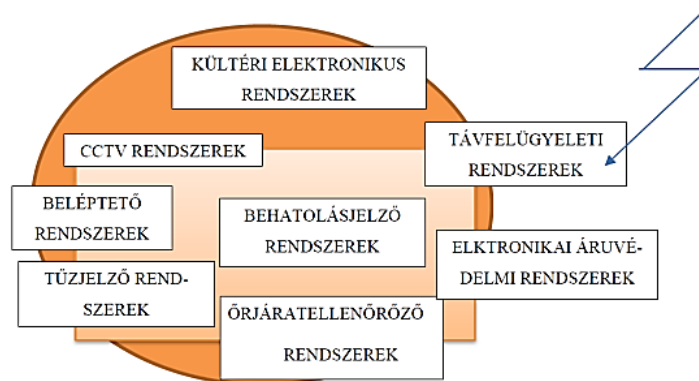 KÜLTÉRI ELEKTRONIKUS
RENDSZEREK
CCTV RENDSZEREK
TÁVFELÜGYELETI
RENDSZEREK
BELÉPTETŐ
RENDSZEREK
BEHATOLÁSJELZŐ
RENDSZEREK
ELKTRONIKAI ÁRUVÉ-
DELMI RENDSZEREK
TŰZJELZŐ REND-
SZEREK
ŐRJÁRATELLENŐRŐZŐ
RENDSZEREK